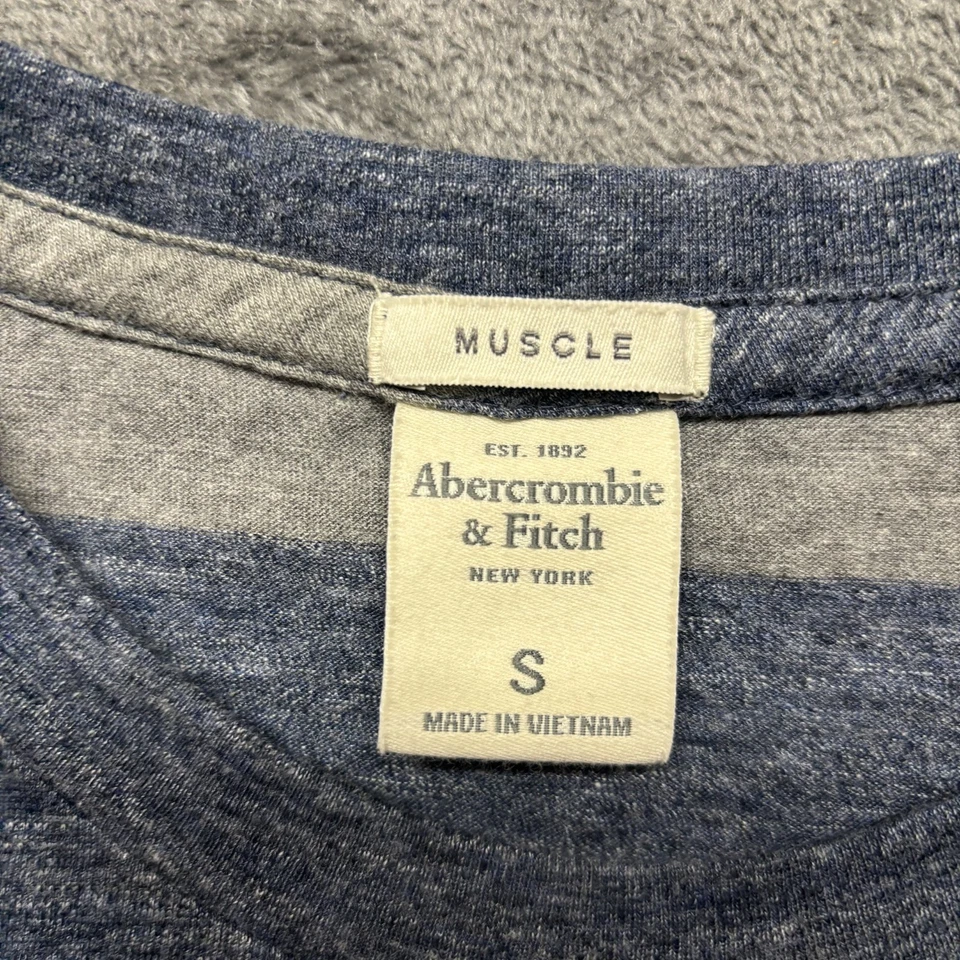 MUSCLE
EST. 1892
Abercrombie
& Fitch
NEW YORK
S
MADE IN VIETNAM